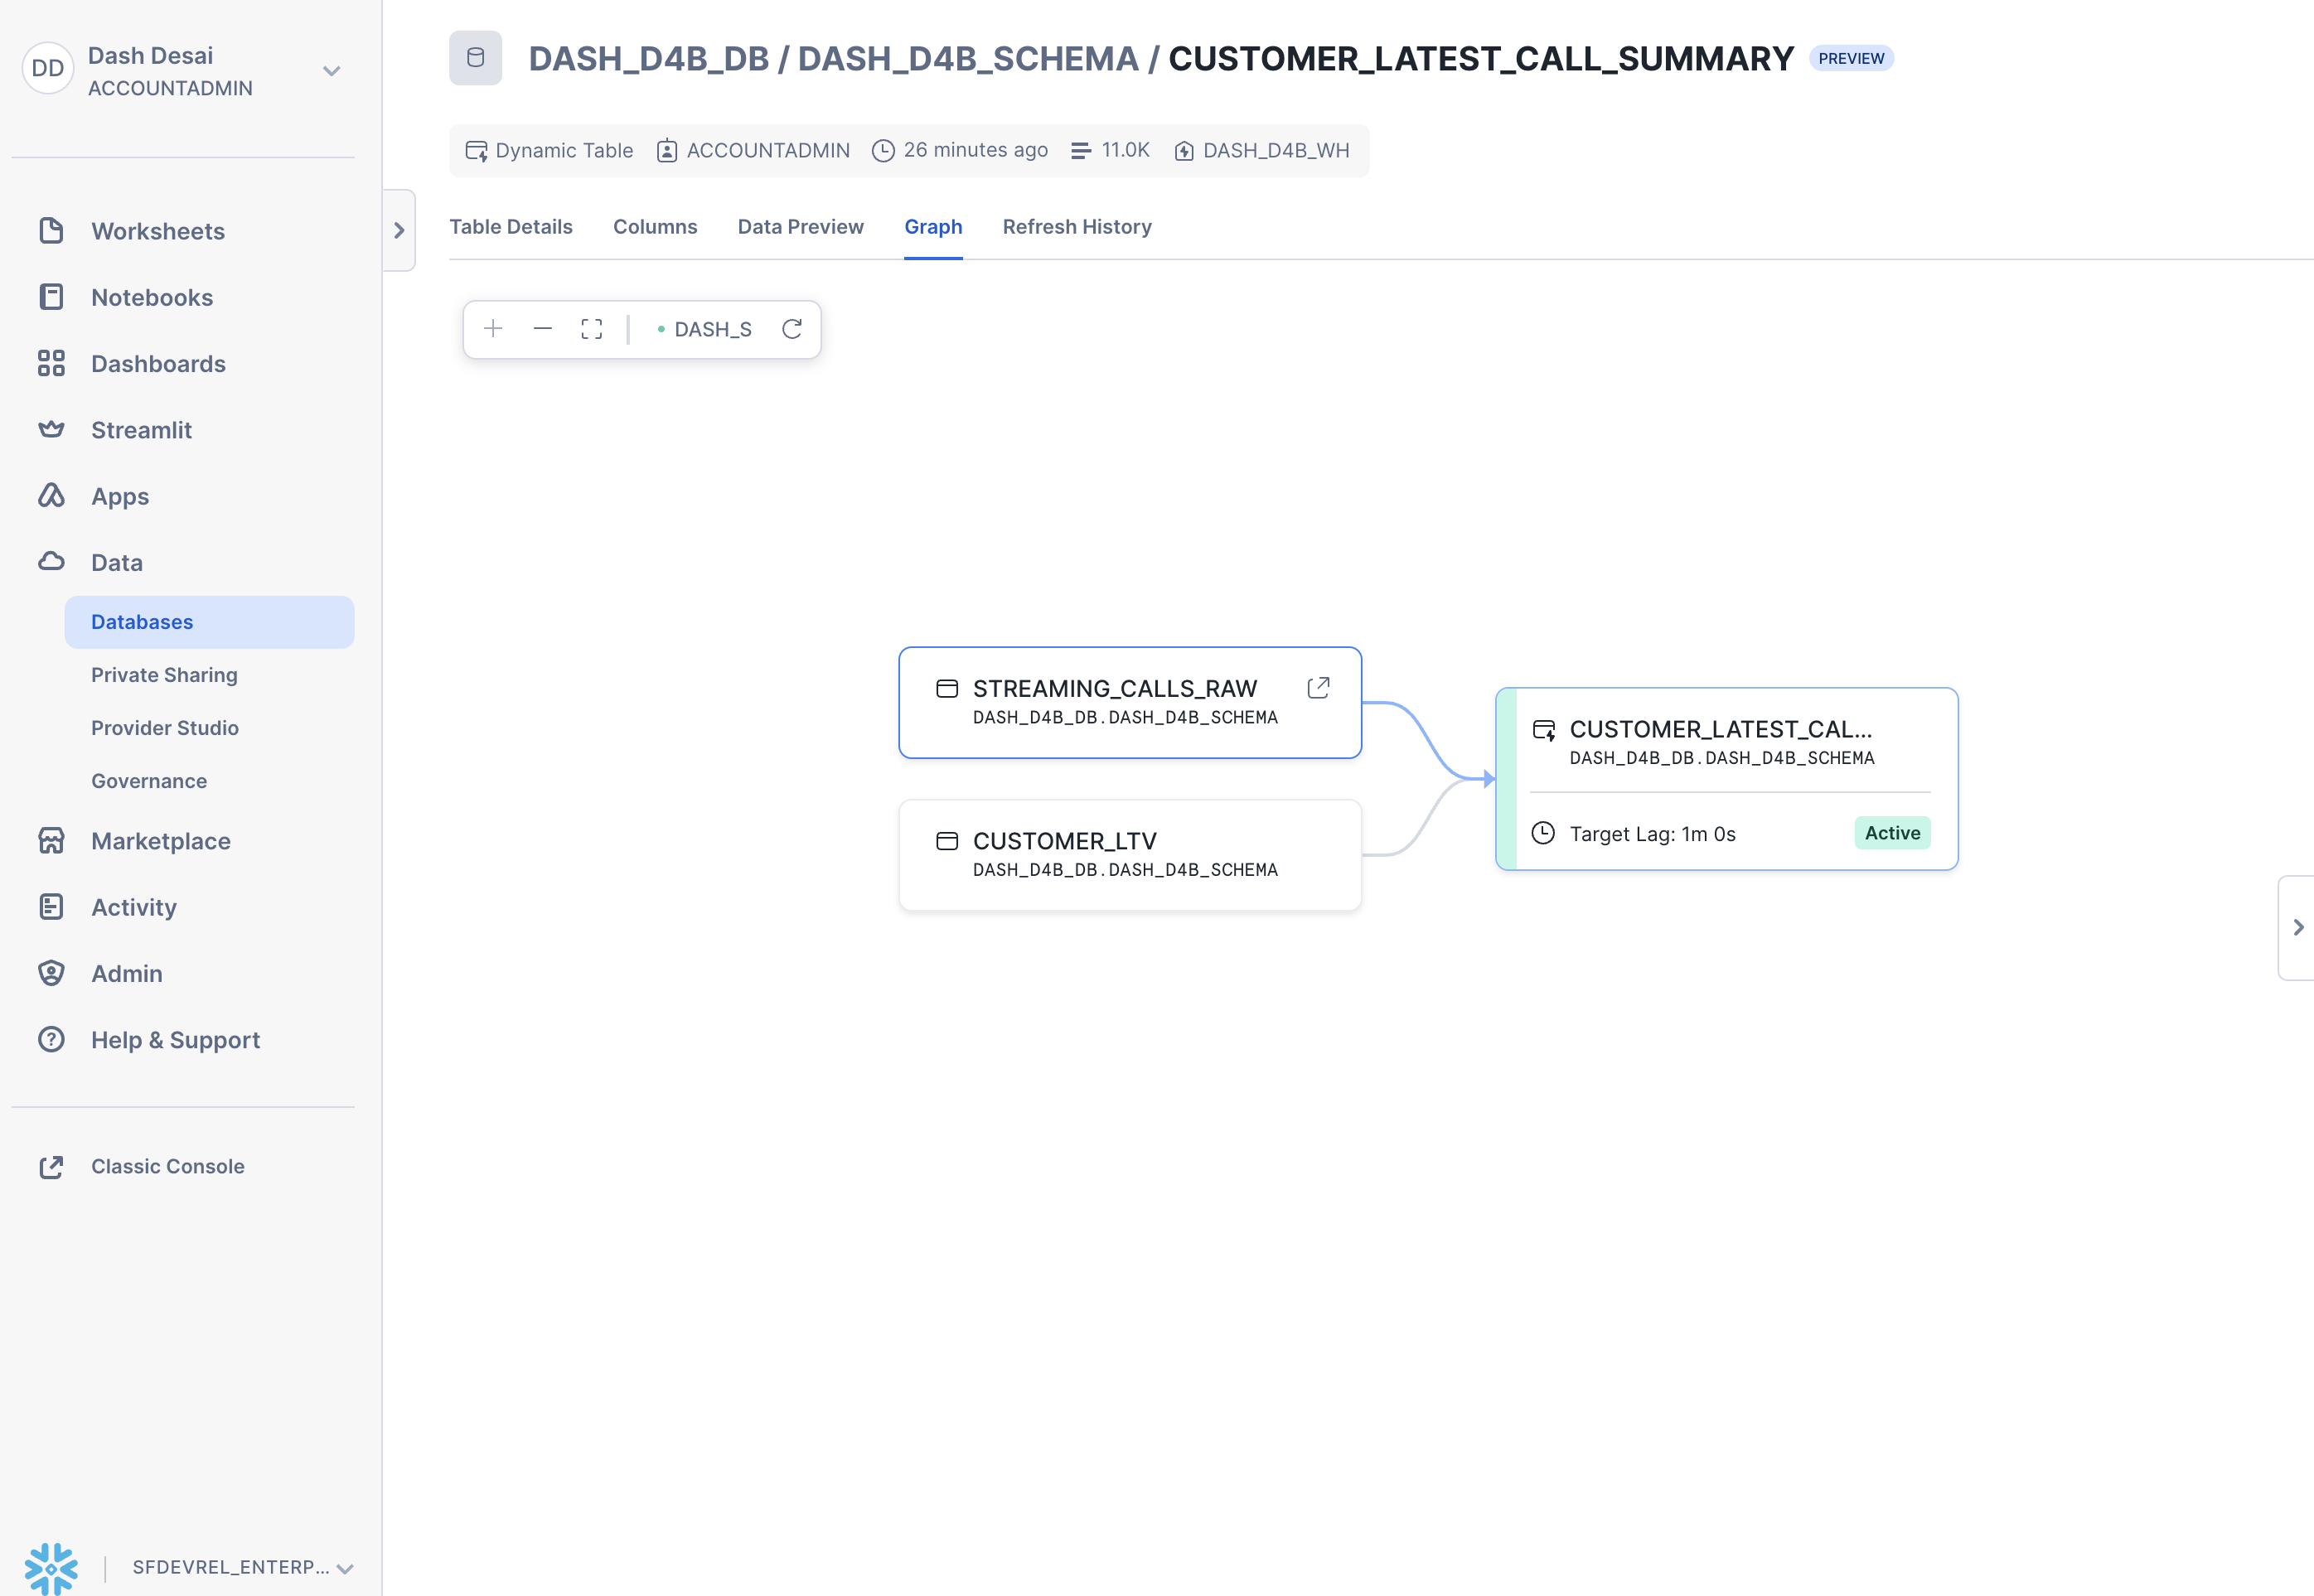 DD
Dash Desai
ACCOUNTADMIN
Worksheets
Notebooks
Dashboards
Streamlit
Apps
Data
Databases
Private Sharing
Provider Studio
Governance
Marketplace
Activity
Admin
Help & Support
Classic Console
SFDEVREL_ENTERP...
DASH_D4B_DB / DASH_D4B_SCHEMA / CUSTOMER_LATEST_CALL_SUMMARY PREVIEW
Dynamic Table ACCOUNTADMIN 26 minutes ago 11.0K DASH_D4B_WH
Table Details Columns Data Preview Graph Refresh History
DASH_S
STREAMING_CALLS_RAW
DASH_D4B_DB.DASH_D4B_SCHEMA
CUSTOMER_LTV
DASH_D4B_DB.DASH_D4B_SCHEMA
CUSTOMER_LATEST_CAL...
DASH_D4B_DB.DASH_D4B_SCHEMA
Target Lag: 1m 0s Active